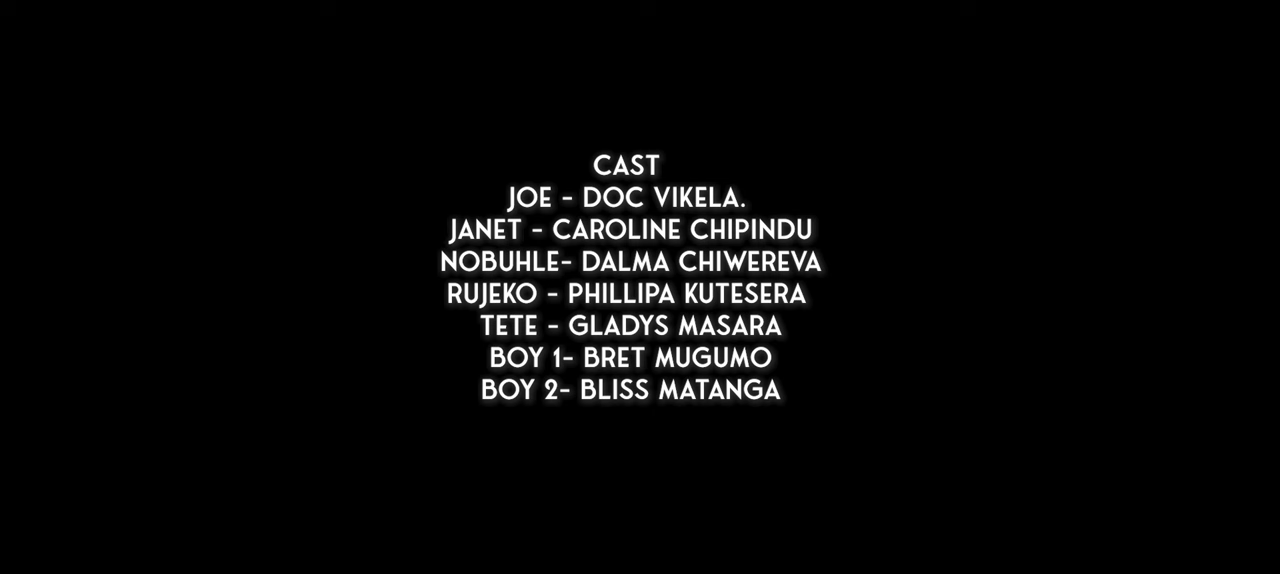 CAST
JOE - DOC VIKELA.
JANET - CAROLINE CHIPINDU
NOBUHLE- DALMA CHIWEREVA
RUJEKO - PHILLIPA KUTESERA
TETE - GLADYS MASARA
BOY 1- BRET MUGUMO
BOY 2- BLISS MATANGA